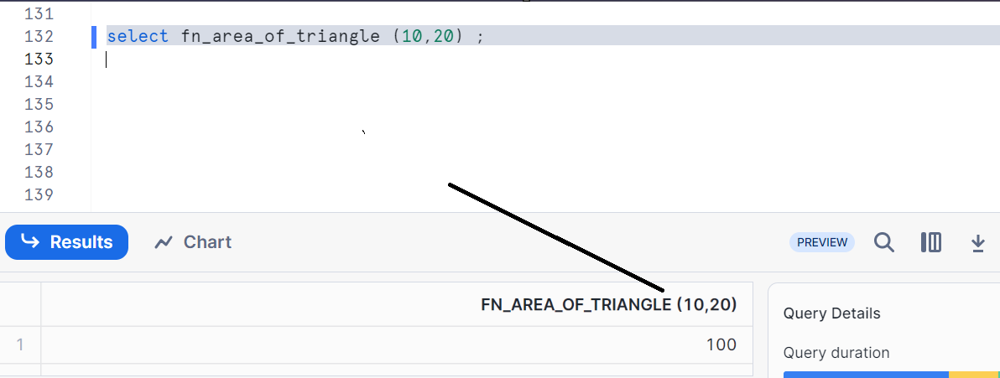 131
132 select fn_area_of_triangle (10,20) ;
133
134
135
136
137
138
139
Results Chart PREVIEW
FN_AREA_OF_TRIANGLE (10,20)
1 100
Query Details
Query duration